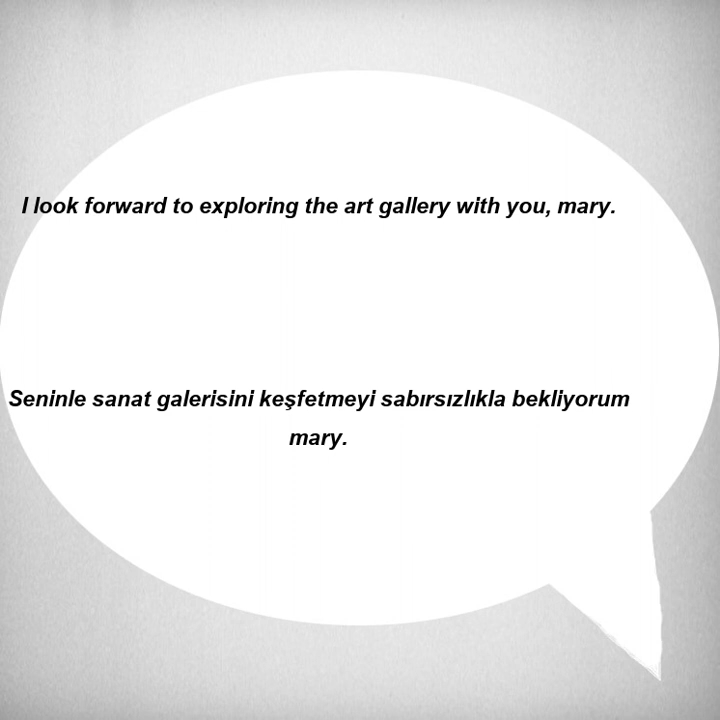 I look forward to exploring the art gallery with you, mary.
Seninle sanat galerisini keşfetmeyi sabırsızlıkla bekliyorum
mary.